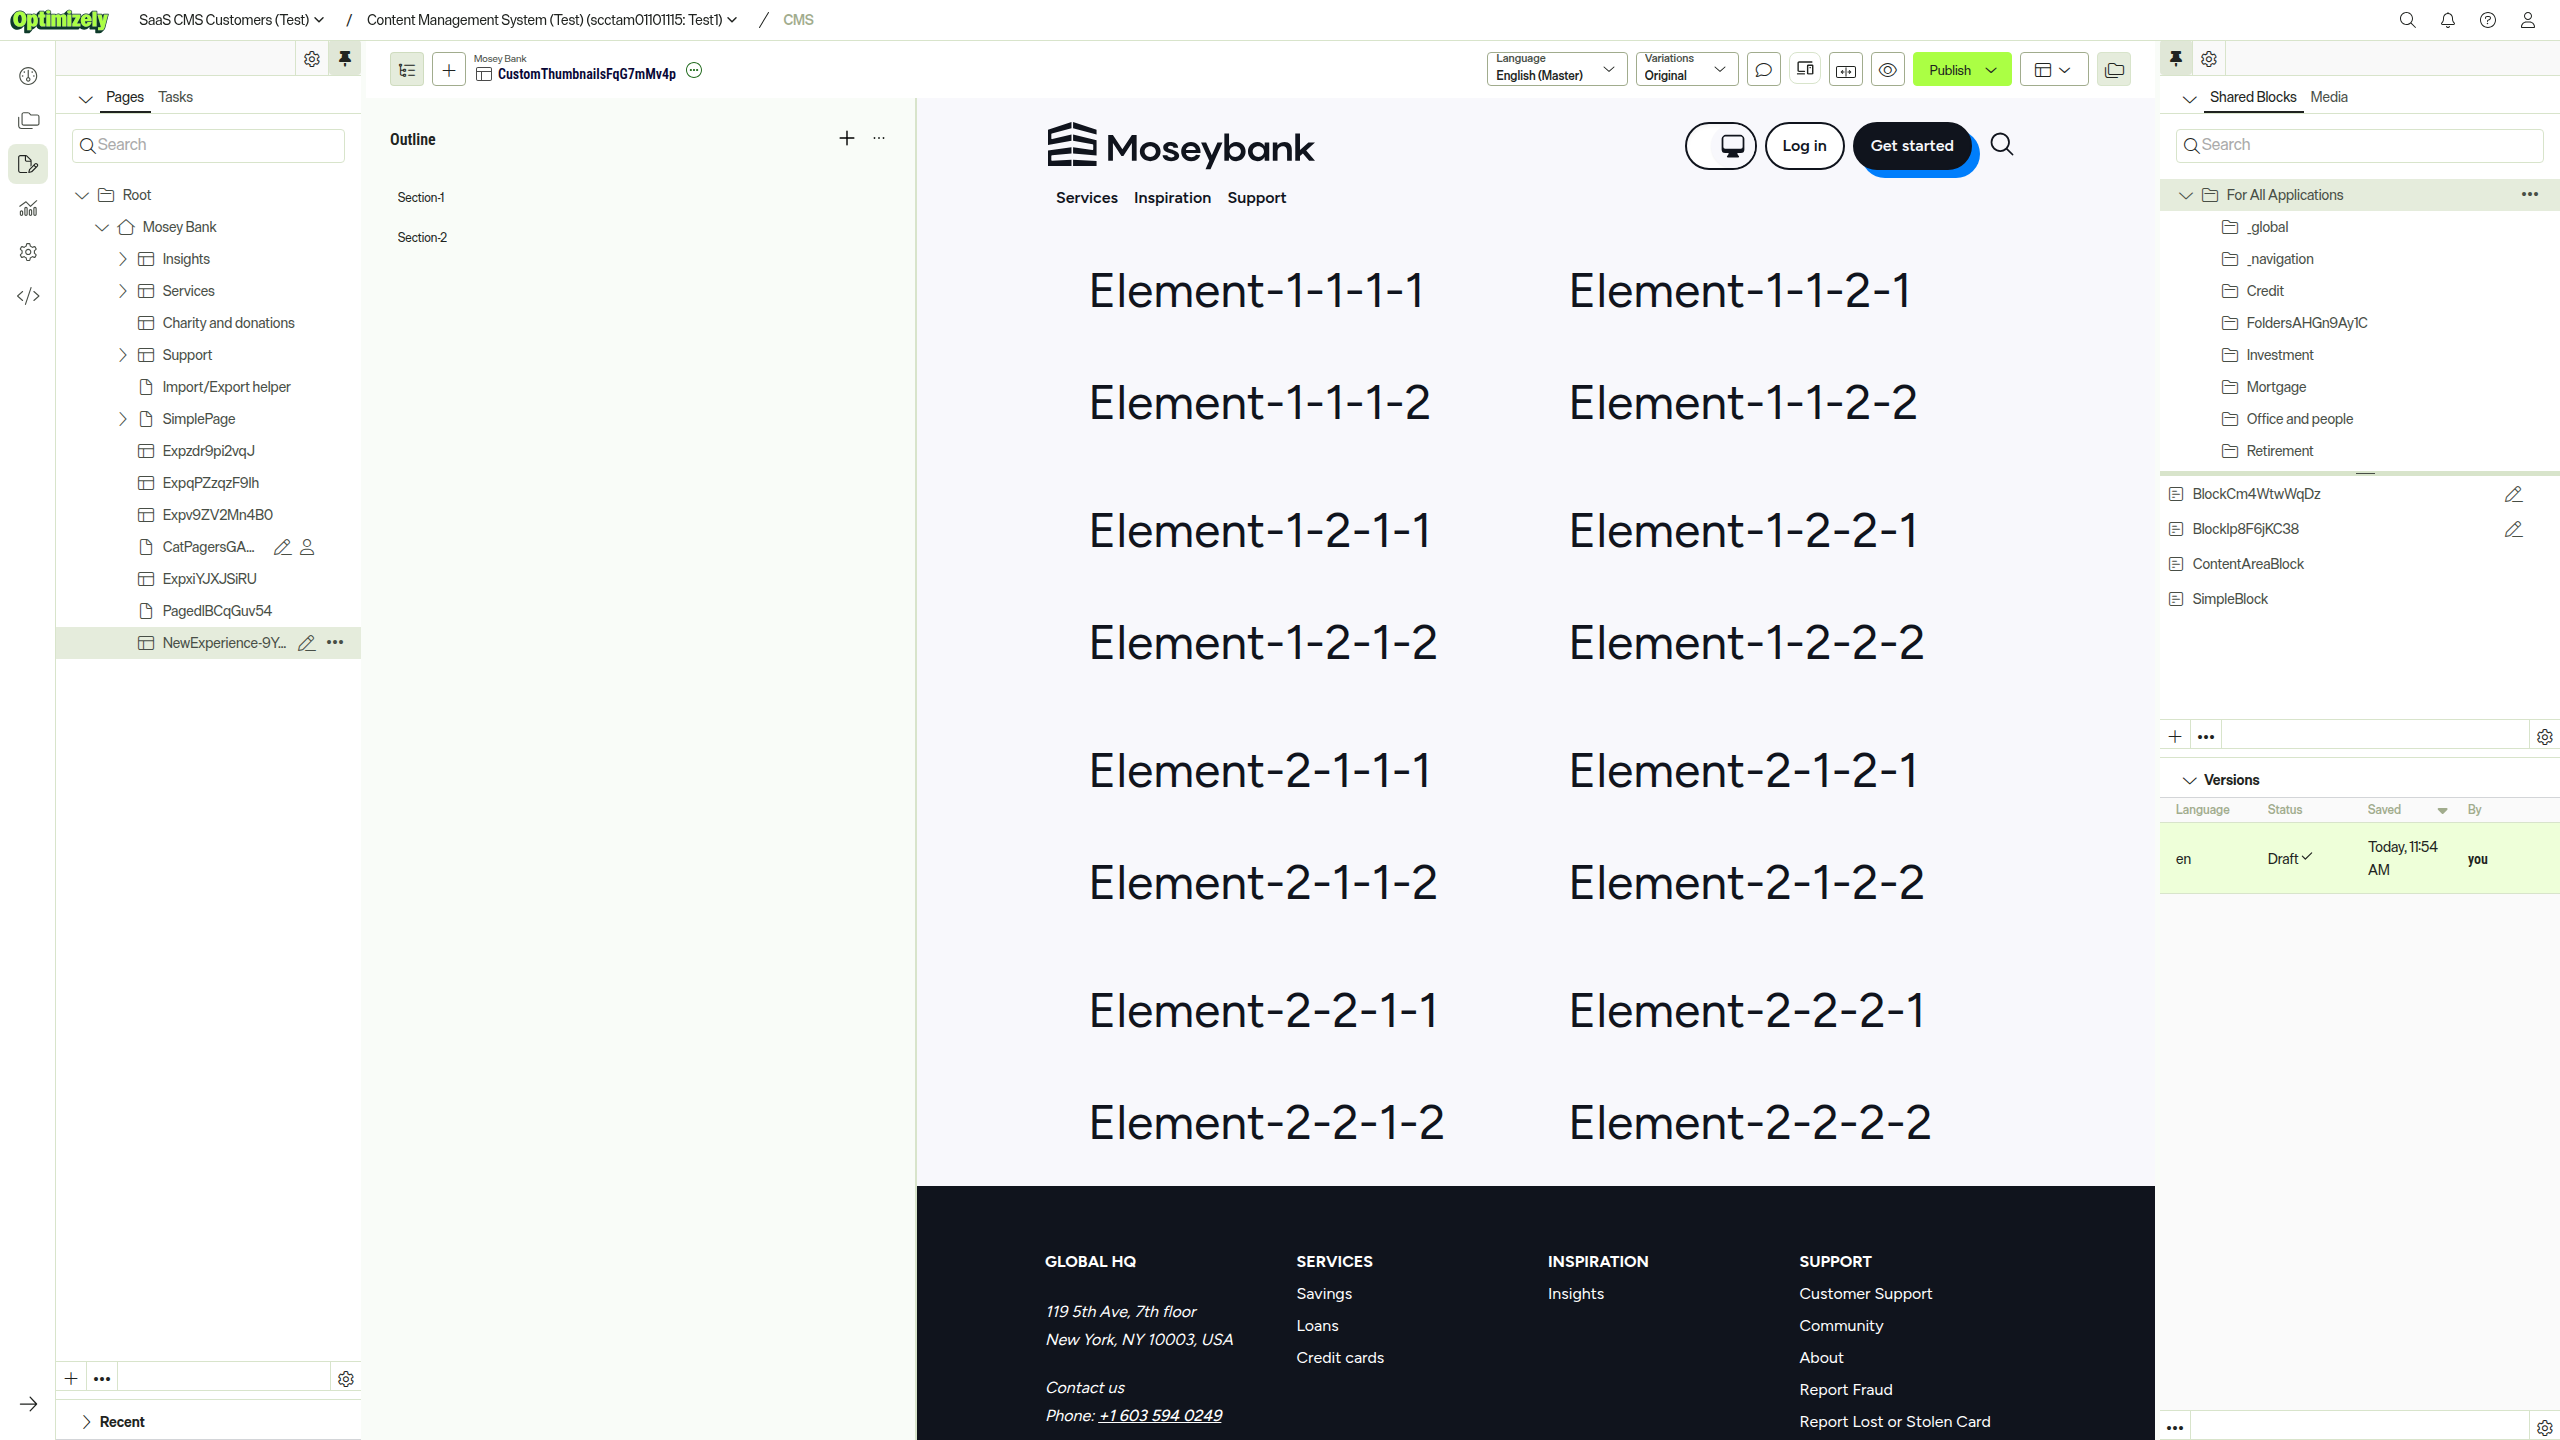 Optimizely
SaaS CMS Customers (Test) / Content Management System (Test) (scctam01101115: Test1) / CMS
Pages Tasks
Search
Root
Mosey Bank
Insights
Services
Charity and donations
Support
Import/Export helper
SimplePage
Expzdr9pi2vqJ
ExpqPZzqzF9Ih
Expv9ZV2Mn4B0
CatPagersGA...
ExpxiYJXJSiRU
PagedlBCqGuv54
NewExperience-9Y...
Recent
Mosey Bank
CustomThumbnailsFqG7mMv4p
Language
English (Master)
Variations
Original
Publish
Outline
Section-1
Section-2
Moseybank
Log in
Get started
Services Inspiration Support
Element-1-1-1-1 Element-1-1-2-1
Element-1-1-1-2 Element-1-1-2-2
Element-1-2-1-1 Element-1-2-2-1
Element-1-2-1-2 Element-1-2-2-2
Element-2-1-1-1 Element-2-1-2-1
Element-2-1-1-2 Element-2-1-2-2
Element-2-2-1-1 Element-2-2-2-1
Element-2-2-1-2 Element-2-2-2-2
GLOBAL HQ
119 5th Ave, 7th floor
New York, NY 10003, USA
Contact us
Phone: +1 603 594 0249
SERVICES
Savings
Loans
Credit cards
INSPIRATION
Insights
SUPPORT
Customer Support
Community
About
Report Fraud
Report Lost or Stolen Card
Shared Blocks Media
Search
For All Applications
_global
_navigation
Credit
FoldersAHGn9Ay1C
Investment
Mortgage
Office and people
Retirement
BlockCm4WtwWqDz
BlockIp8F6jKC38
ContentAreaBlock
SimpleBlock
Versions
Language Status Saved By
en Draft Today, 11:54 AM you